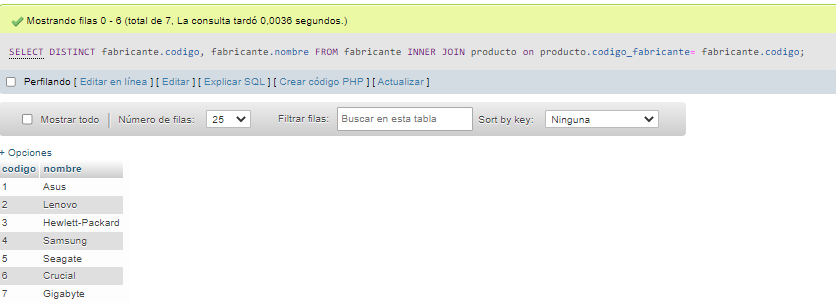 Mostrando filas 0 - 6 (total de 7, La consulta tardó 0,0036 segundos.)
SELECT DISTINCT fabricante.codigo, fabricante.nombre FROM fabricante INNER JOIN producto on producto.codigo_fabricante= fabricante.codigo;
Perfilando [ Editar en línea ] [ Editar ] [ Explicar SQL ] [ Crear código PHP ] [ Actualizar ]
Mostrar todo Número de filas: 25 Filtrar filas: Buscar en esta tabla Sort by key: Ninguna
+ Opciones
codigo nombre
1 Asus
2 Lenovo
3 Hewlett-Packard
4 Samsung
5 Seagate
6 Crucial
7 Gigabyte